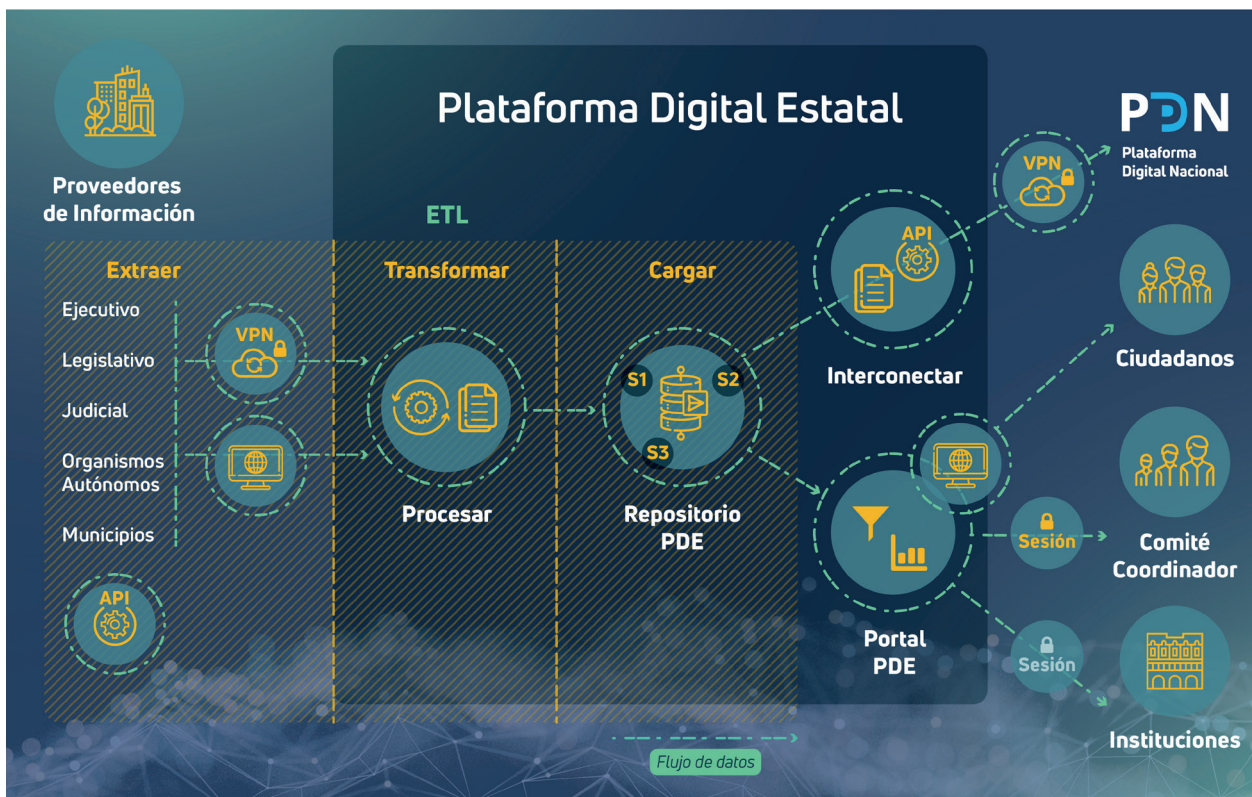 Plataforma Digital Estatal
PDN
Plataforma
Digital Nacional
Proveedores
de Información
ETL
Extraer
Transformar
Cargar
Ejecutivo
Legislativo
Judicial
Organismos
Autónomos
Municipios
VPN
API
Procesar
S1
S2
S3
Repositorio
PDE
API
Interconectar
VPN
Portal
PDE
Sesión
Sesión
Ciudadanos
Comité
Coordinador
Instituciones
Flujo de datos